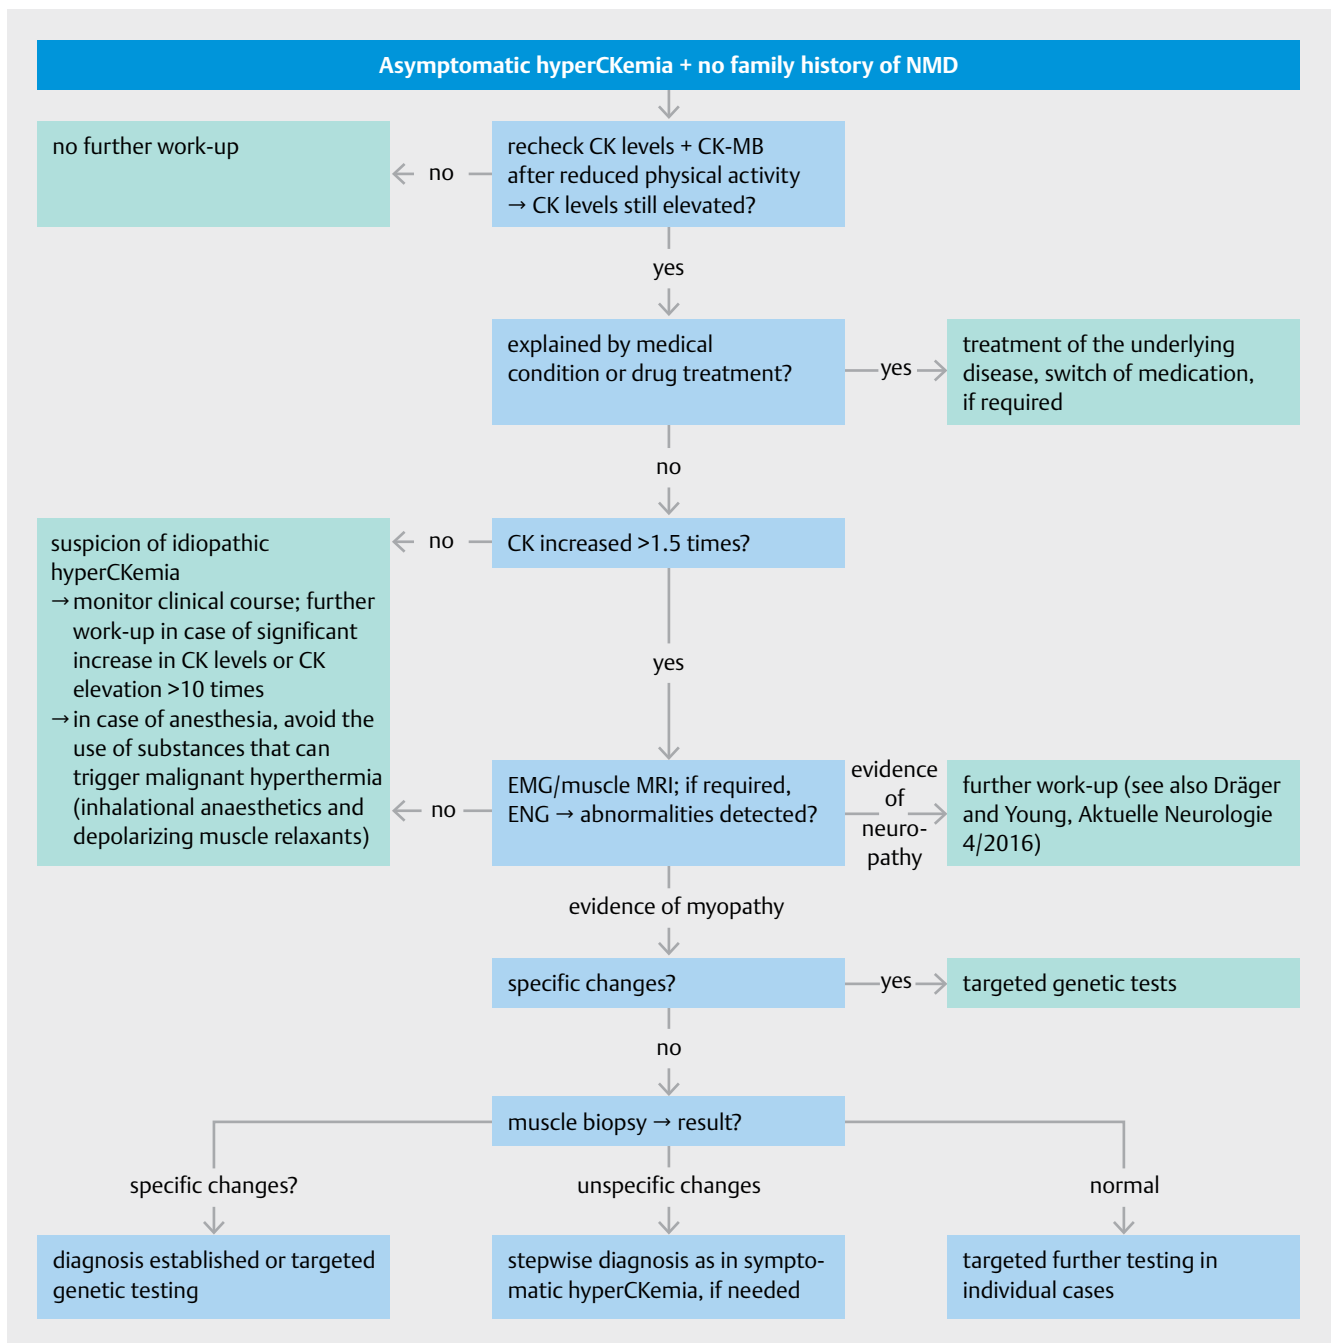 Asymptomatic hyperCKemia + no family history of NMD
no further work-up
no
recheck CK levels + CK-MB
after reduced physical activity
→ CK levels still elevated?
yes
explained by medical
condition or drug treatment?
yes
treatment of the underlying
disease, switch of medication,
if required
no
suspicion of idiopathic
hyperCKemia
→ monitor clinical course; further
work-up in case of significant
increase in CK levels or CK
elevation >10 times
→ in case of anesthesia, avoid the
use of substances that can
trigger malignant hyperthermia
(inhalational anaesthetics and
depolarizing muscle relaxants)
no
CK increased >1.5 times?
yes
no
EMG/muscle MRI; if required,
ENG → abnormalities detected?
evidence
of
neuro-
pathy
further work-up (see also Dräger
and Young, Aktuelle Neurologie
4/2016)
evidence of myopathy
specific changes?
yes
targeted genetic tests
no
muscle biopsy → result?
specific changes?
unspecific changes
normal
diagnosis established or targeted
genetic testing
stepwise diagnosis as in sympto-
matic hyperCKemia, if needed
targeted further testing in
individual cases